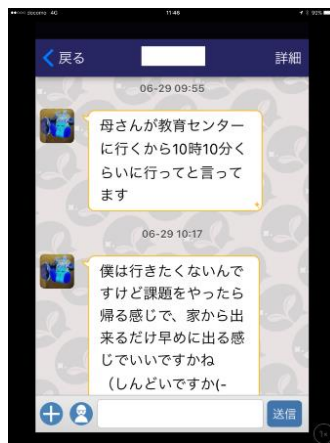 docomo 4G 11:46 92%
戻る 詳細
06-29 09:55
母さんが教育センター
に行くから10時10分く
らいに行ってと言って
ます
06-29 10:17
僕は行きたくないんで
すけど課題をやったら
帰る感じで、家から出
来るだけ早めに出る感
じでいいですかね
（しんどいですか(-
送信